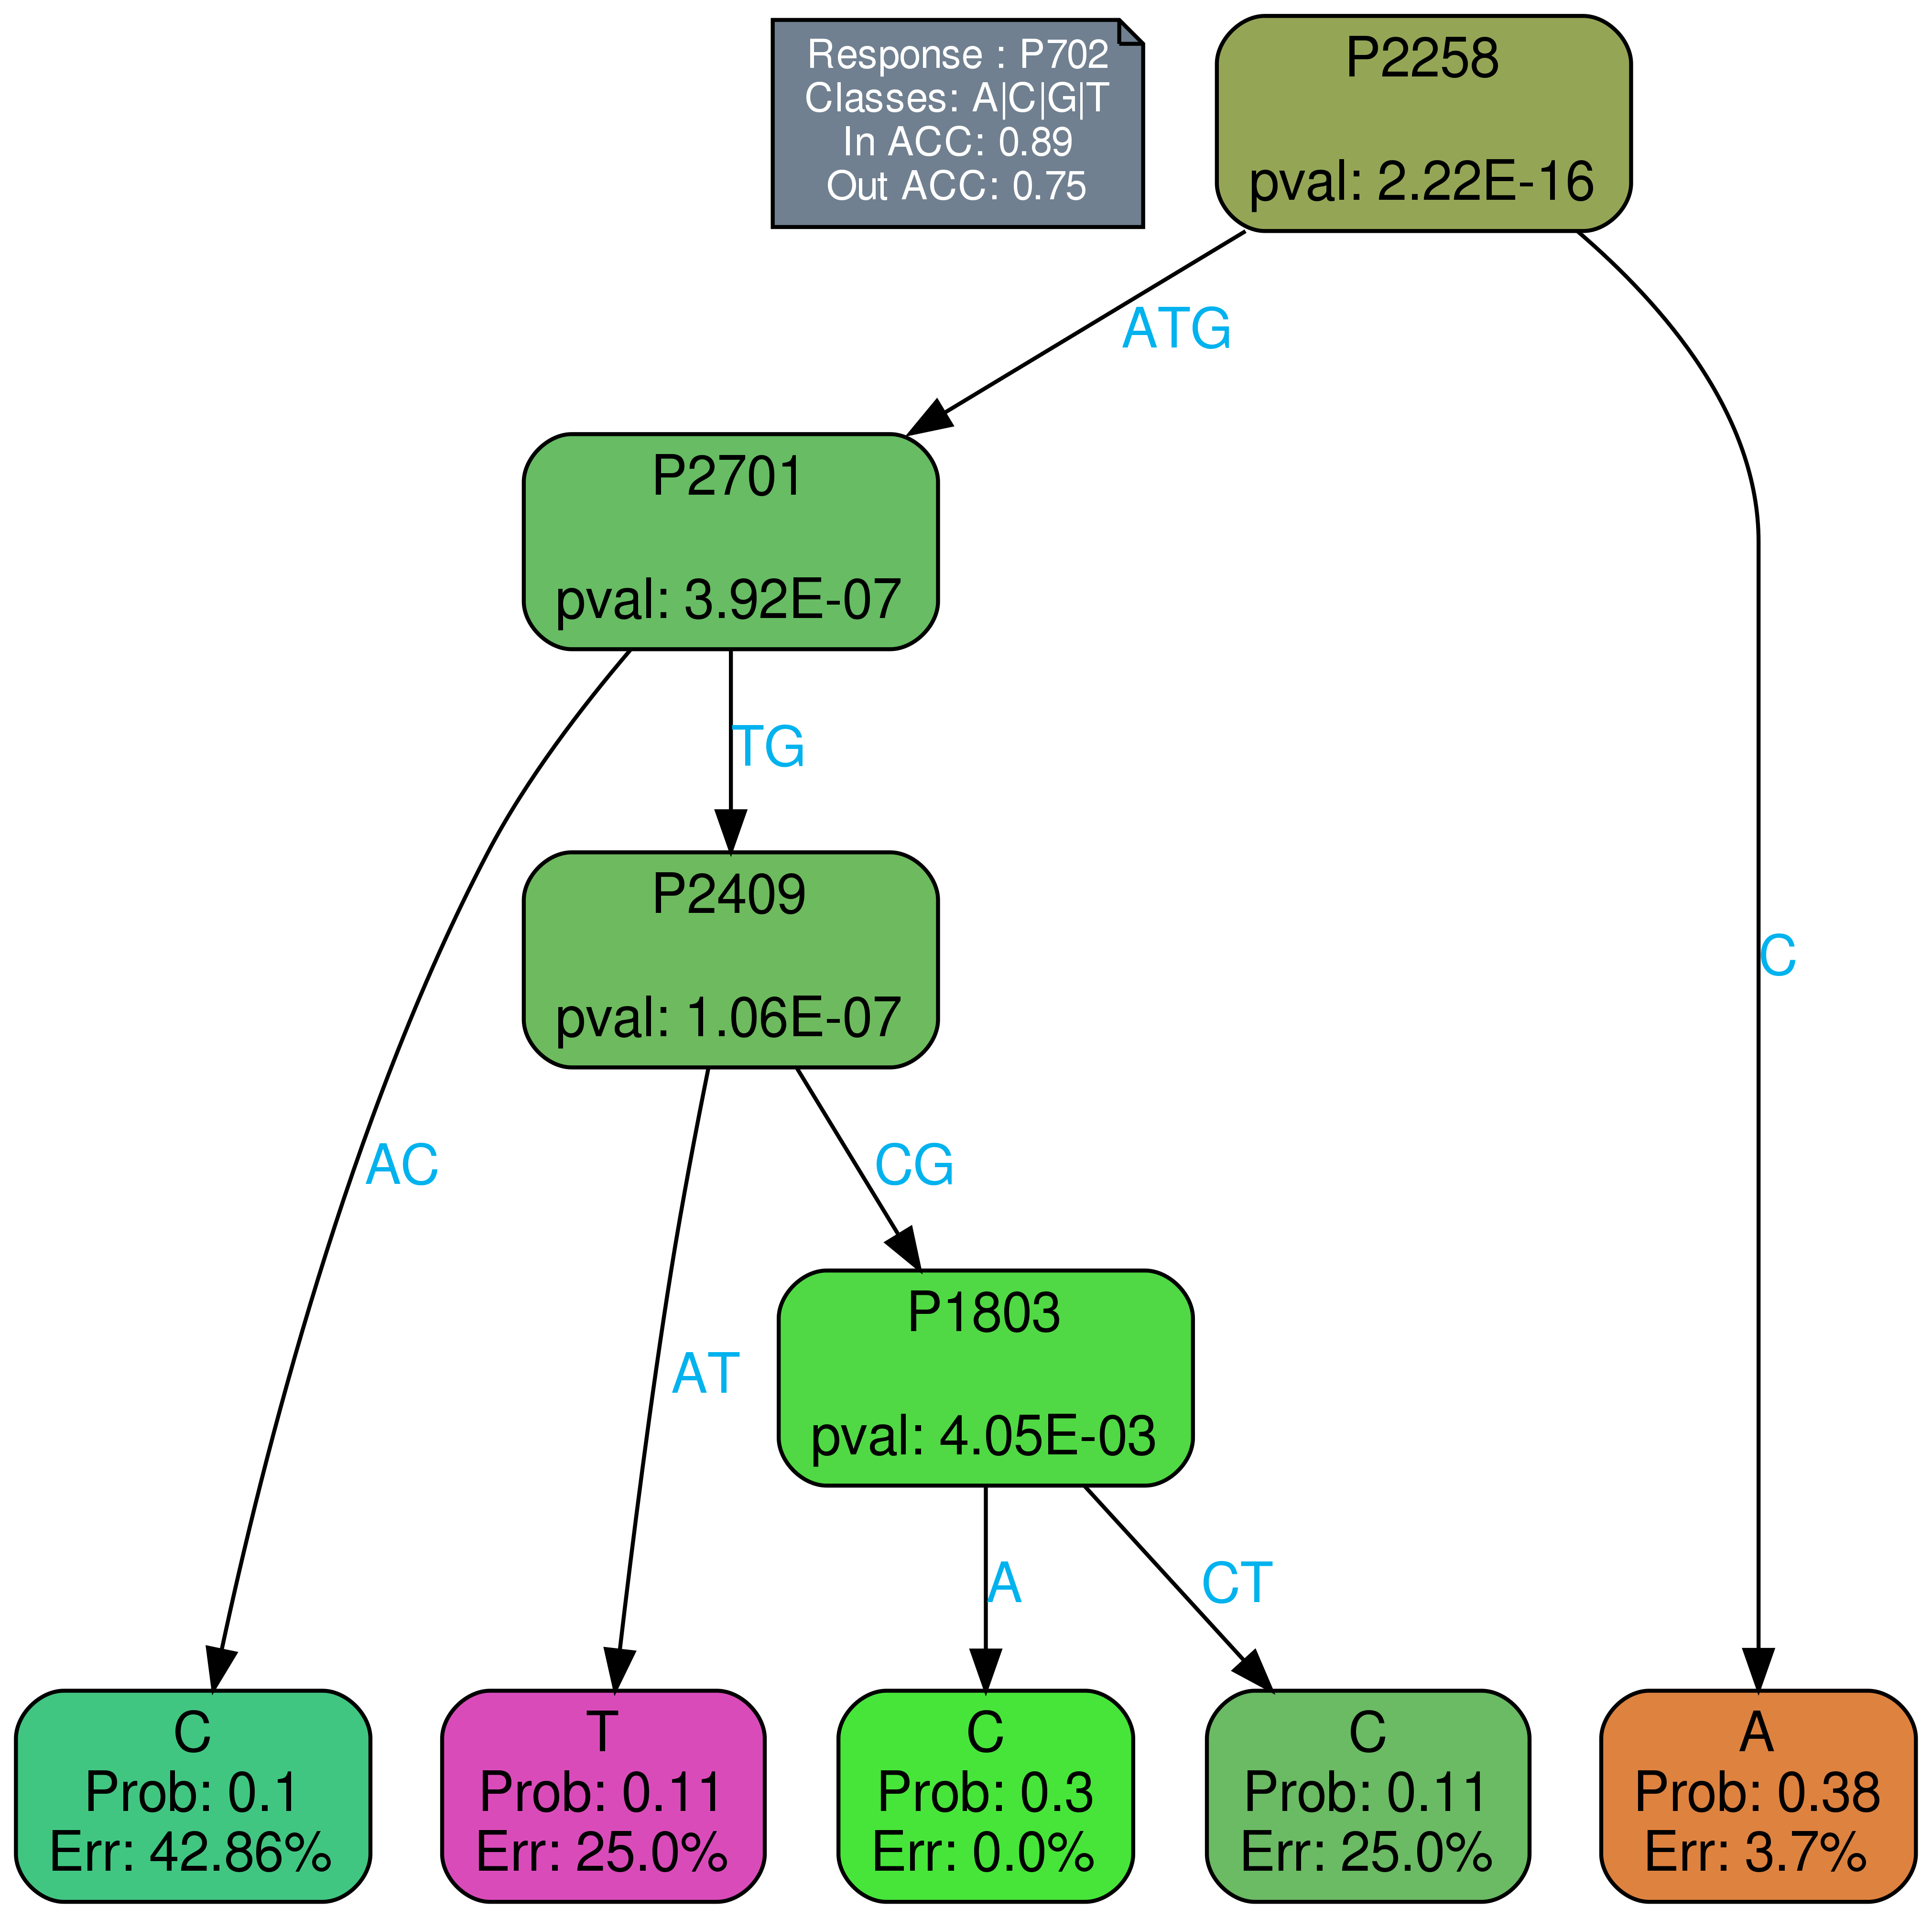 Response : P702
Classes: A|C|G|T
In ACC: 0.89
Out ACC: 0.75
P2258
pval: 2.22E-16
ATG
P2701
pval: 3.92E-07
TG
P2409
pval: 1.06E-07
C
AC
CG
P1803
pval: 4.05E-03
AT
A
CT
C
Prob: 0.1
Err: 42.86%
T
Prob: 0.11
Err: 25.0%
C
Prob: 0.3
Err: 0.0%
C
Prob: 0.11
Err: 25.0%
A
Prob: 0.38
Err: 3.7%